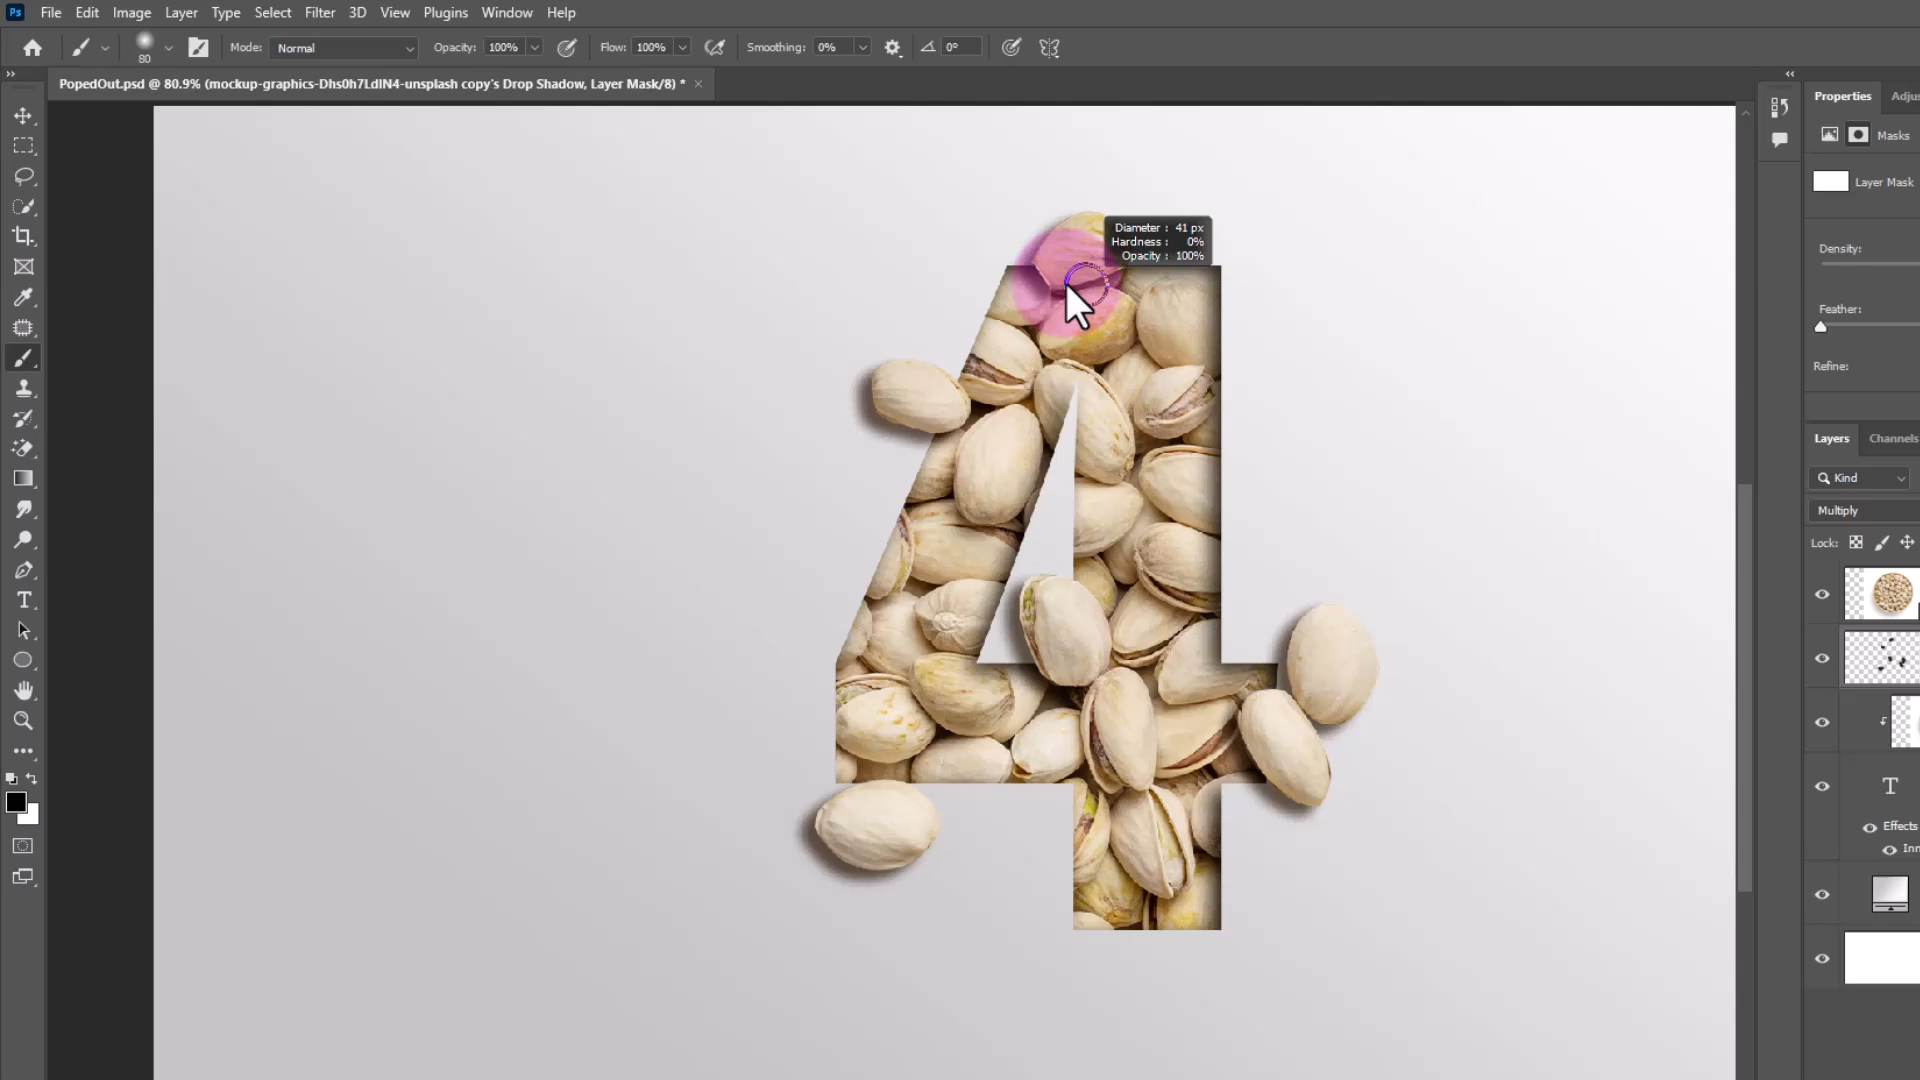 Ps File Edit Image Layer Type Select Filter 3D View Plugins Window Help
80 Mode: Normal Opacity: 100% Flow: 100% Smoothing: 0% 0°
PopedOut.psd @ 80.9% (mockup-graphics-Dhs0h7LdIN4-unsplash copy's Drop Shadow, Layer Mask/8) * ×
Properties Adjus
Masks
Layer Mask
Density:
Feather:
Refine:
Diameter : 41 px
Hardness : 0%
Opacity : 100%
4
Layers Channels
Kind
Multiply
Lock:
T
Effects
Inn